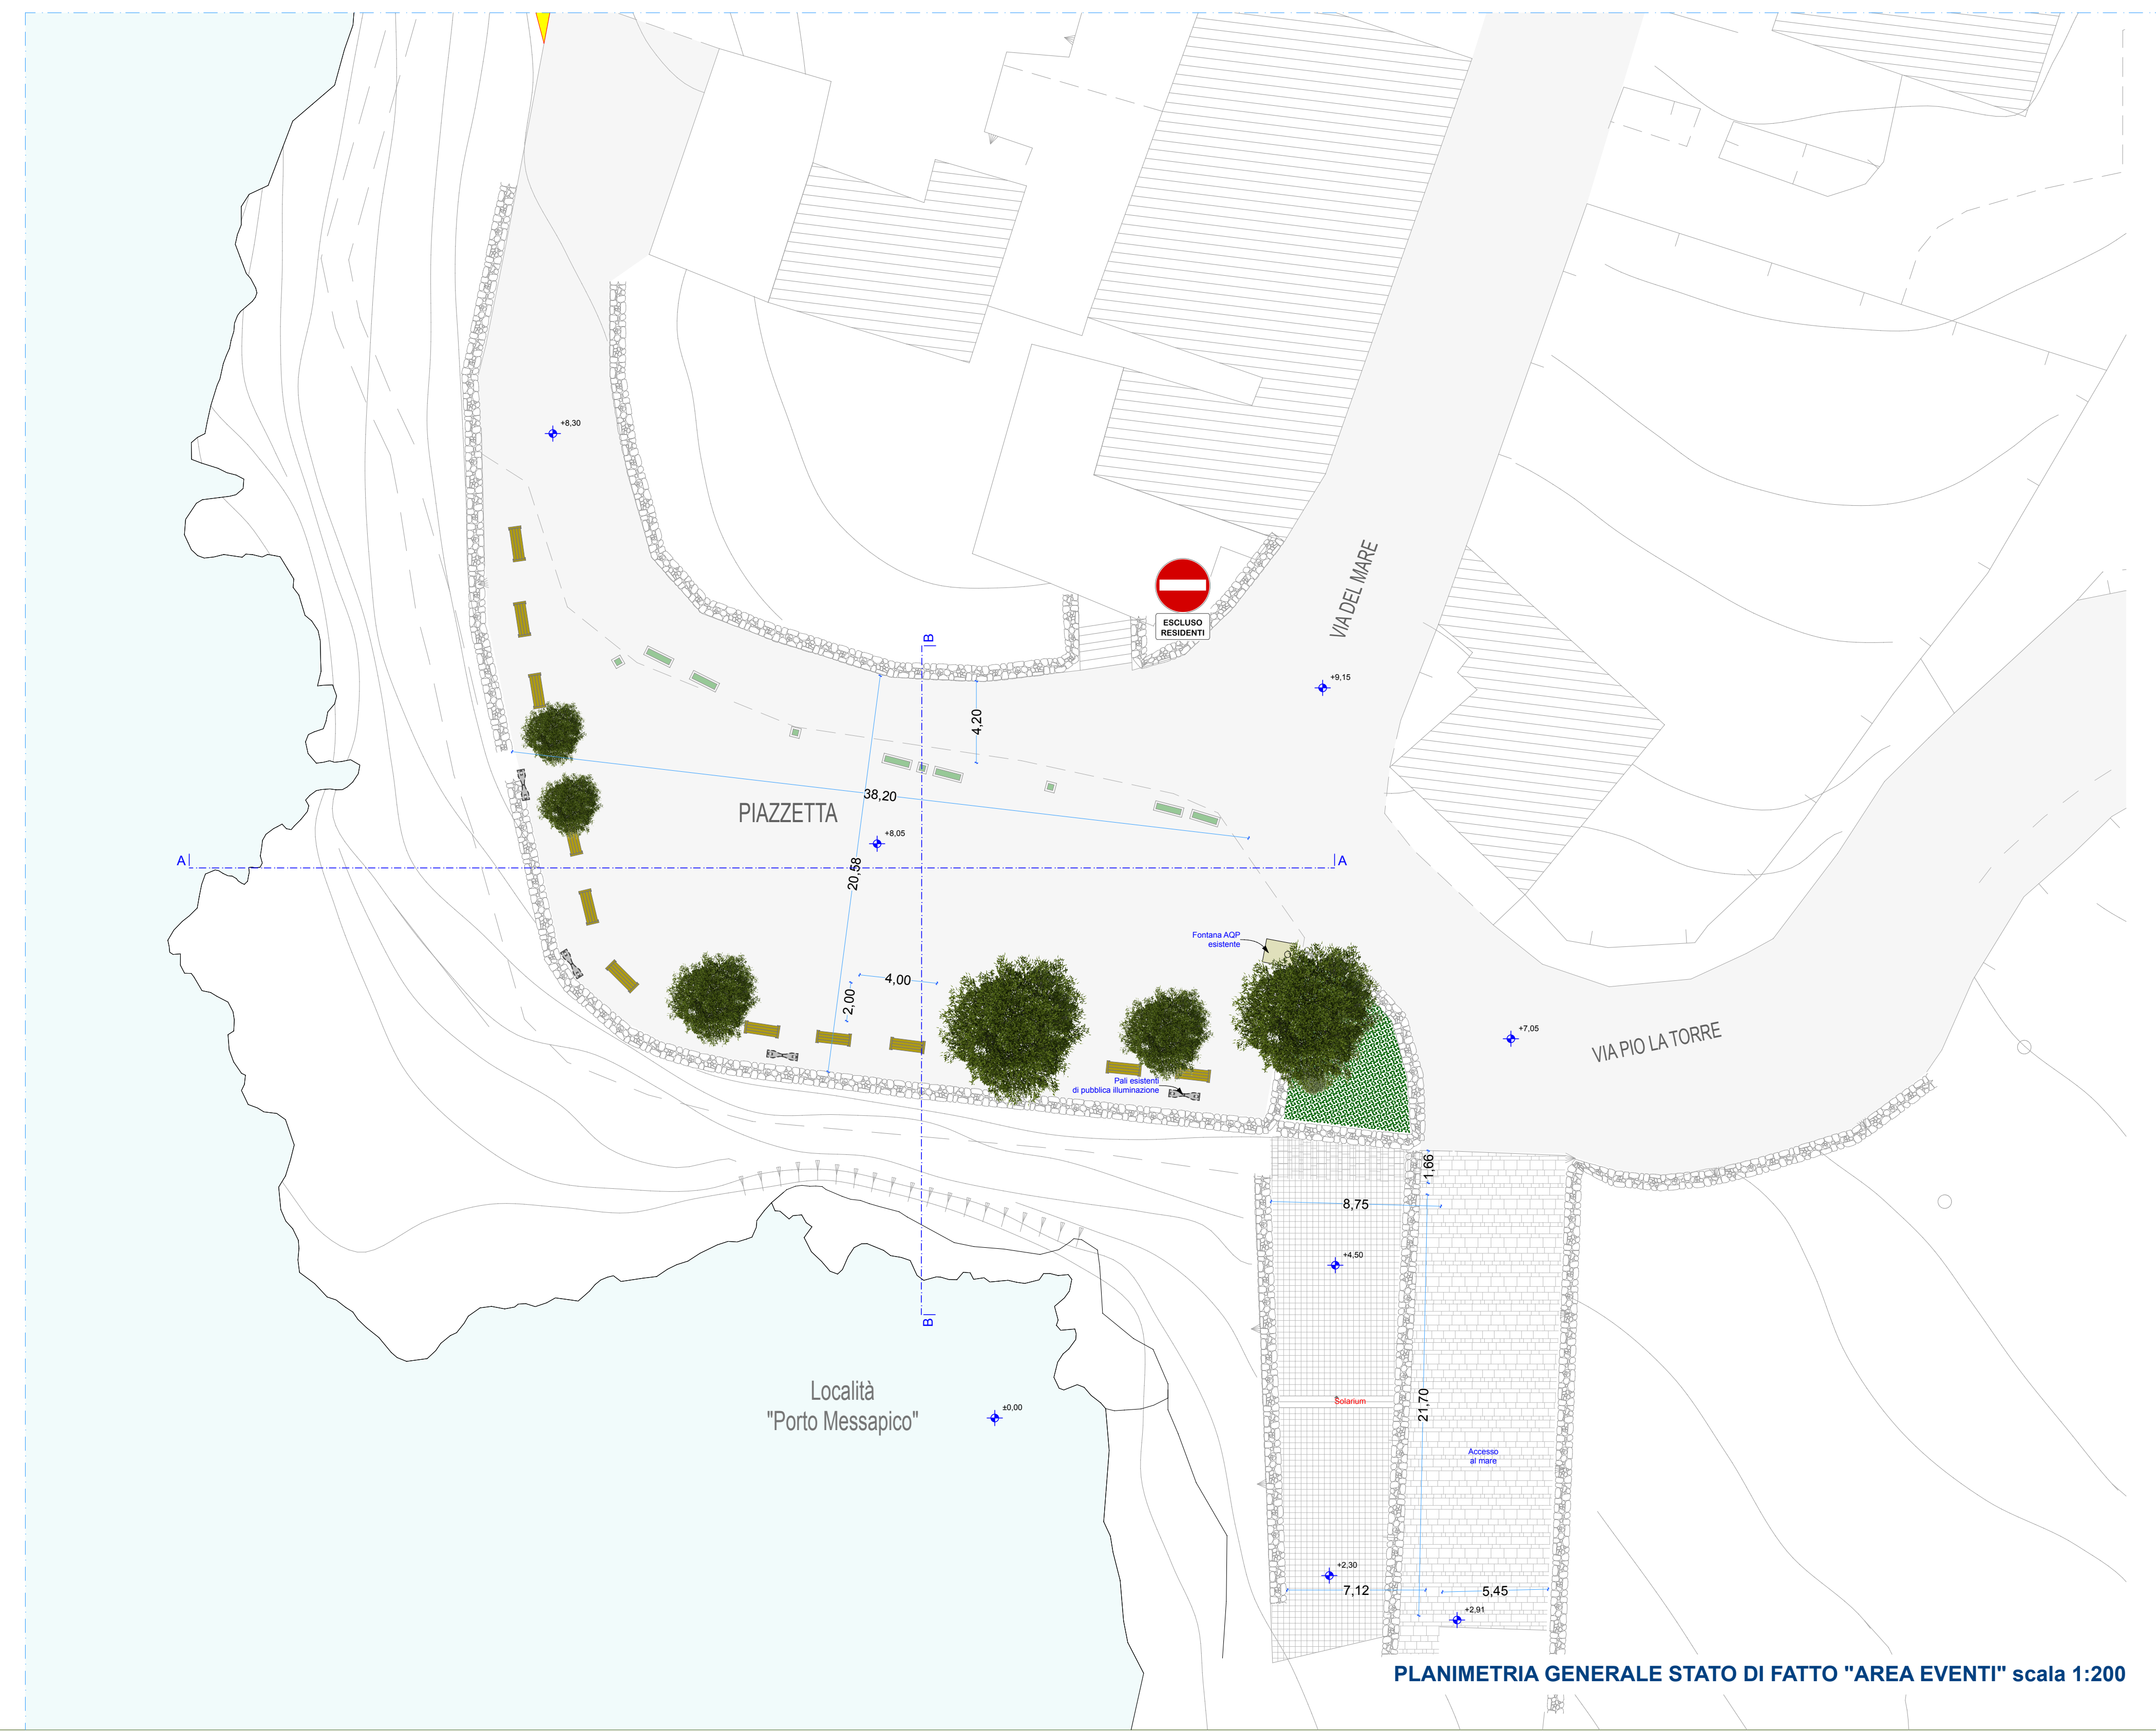 +8,30
B
ESCLUSO
RESIDENTI
VIA DEL MARE
+9,15
4,20
38,20
PIAZZETTA
+8,05
20,58
A
A
Fontana AQP
esistente
4,00
2,00
+7,05
VIA PIO LA TORRE
Pali esistenti
di pubblica illuminazione
1,66
8,75
+4,50
B
Località
"Porto Messapico"
±0,00
Solarium
21,70
Accesso
al mare
+2,30
7,12
5,45
+2,91
PLANIMETRIA GENERALE STATO DI FATTO "AREA EVENTI" scala 1:200